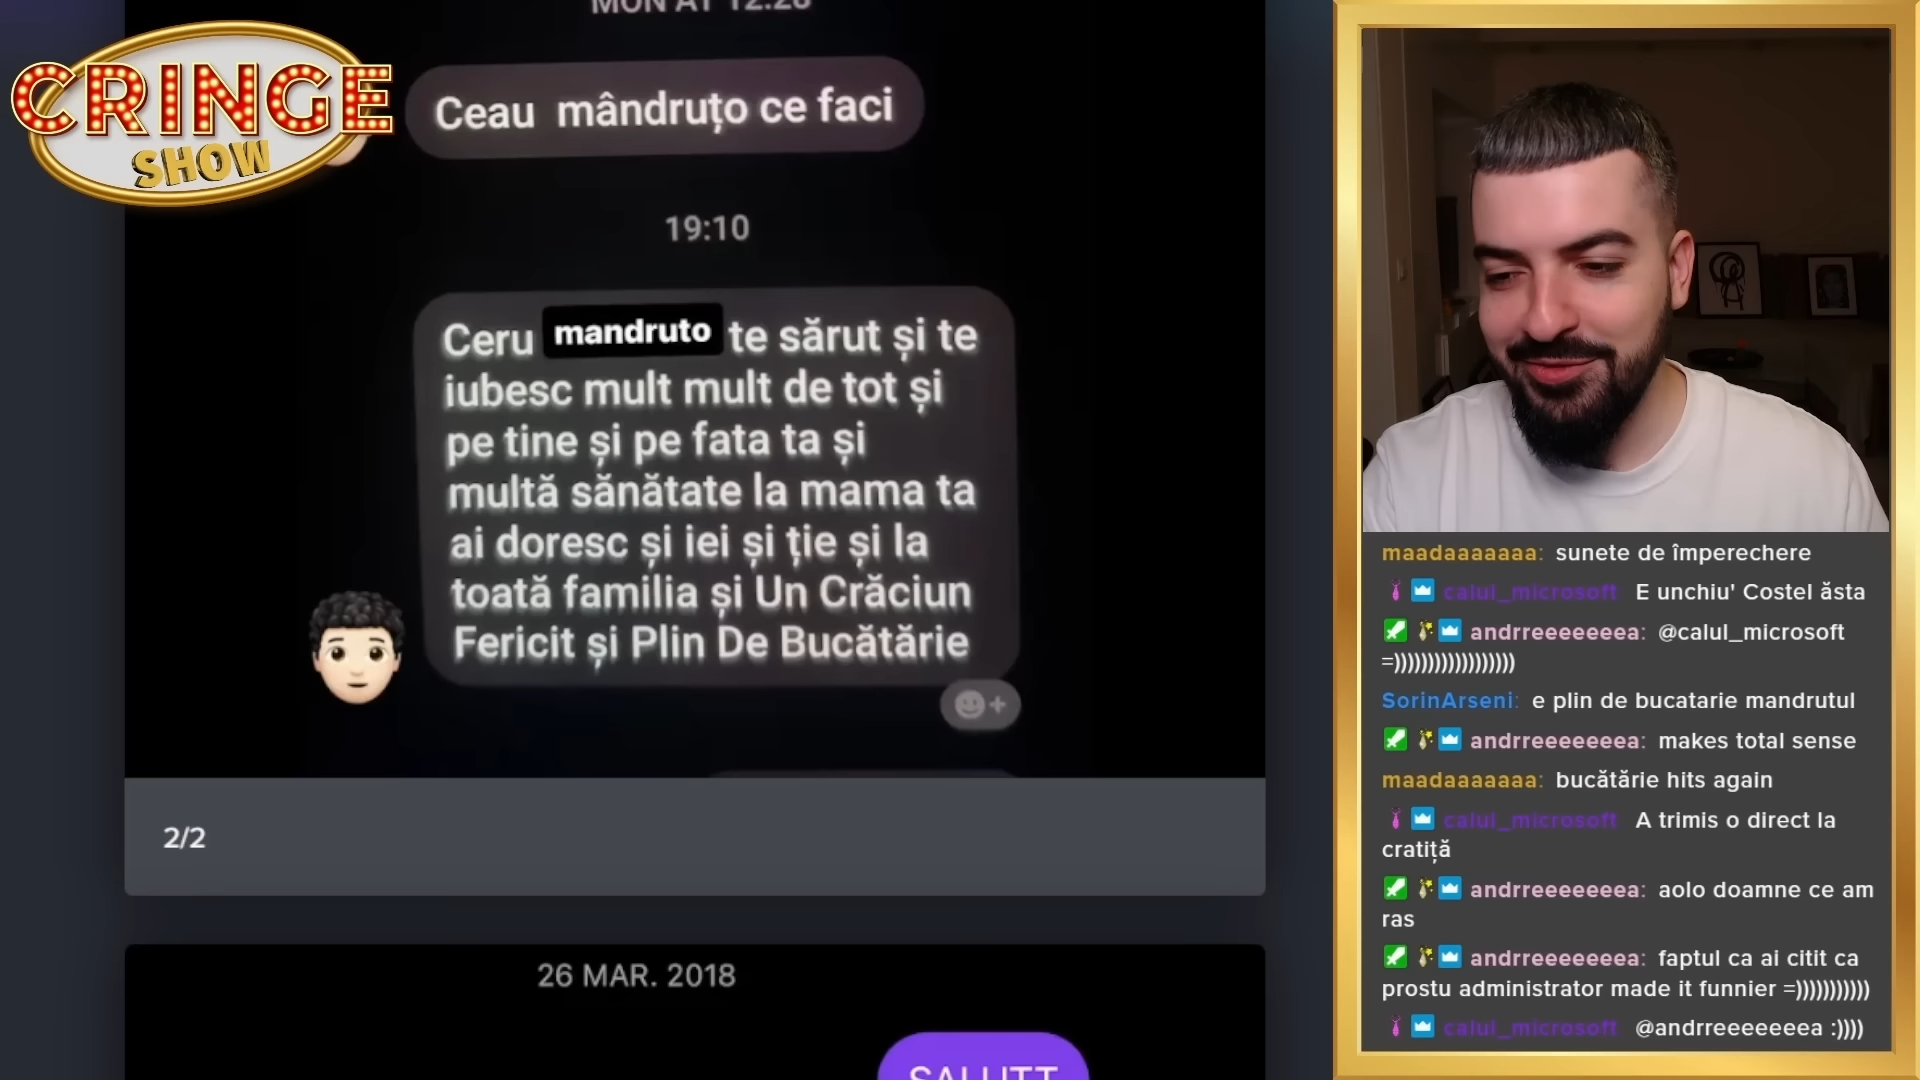 CRINGE
SHOW
MON AT 12:28
Ceau mândruțo ce faci
19:10
Ceru mandruto te sărut și te
iubesc mult mult de tot și
pe tine și pe fata ta și
multă sănătate la mama ta
ai doresc și iei și ție și la
toată familia și Un Crăciun
Fericit și Plin De Bucătărie
2/2
26 MAR. 2018
SALUTT
maadaaaaaaa: sunete de împerechere
calul_microsoft E unchiu' Costel ăsta
andrreeeeeeea: @calul_microsoft
=))))))))))))))))))
SorinArseni: e plin de bucatarie mandrutul
andrreeeeeeea: makes total sense
maadaaaaaaa: bucătărie hits again
calul_microsoft A trimis o direct la
cratiță
andrreeeeeeea: aolo doamne ce am
ras
andrreeeeeeea: faptul ca ai citit ca
prostu administrator made it funnier =)))))))))))
calul_microsoft @andrreeeeeeea :))))